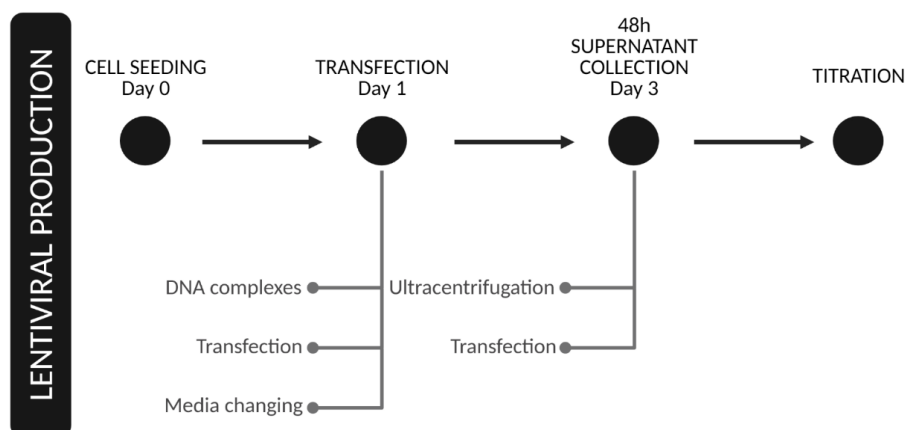 LENTIVIRAL PRODUCTION
CELL SEEDING
Day 0
TRANSFECTION
Day 1
48h
SUPERNATANT
COLLECTION
Day 3
TITRATION
DNA complexes
Transfection
Media changing
Ultracentrifugation
Transfection